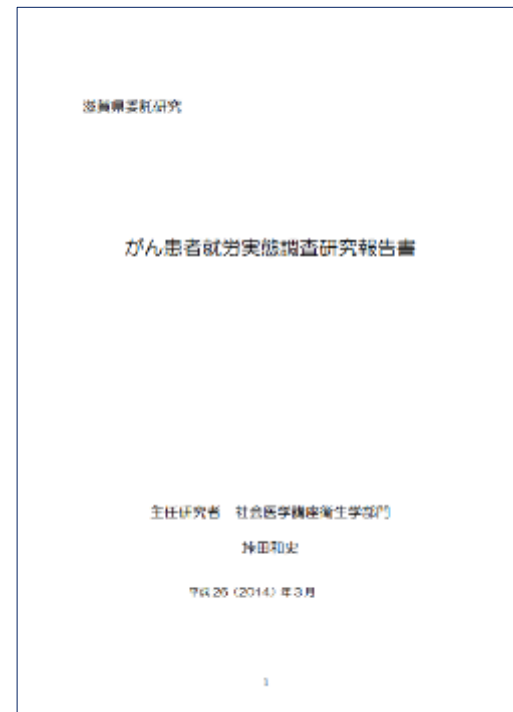 滋賀県委託研究
がん患者就労実態調査研究報告書
主任研究者　社会医学講座衛生学部門
垰田和史
平成 26（2014）年３月
1